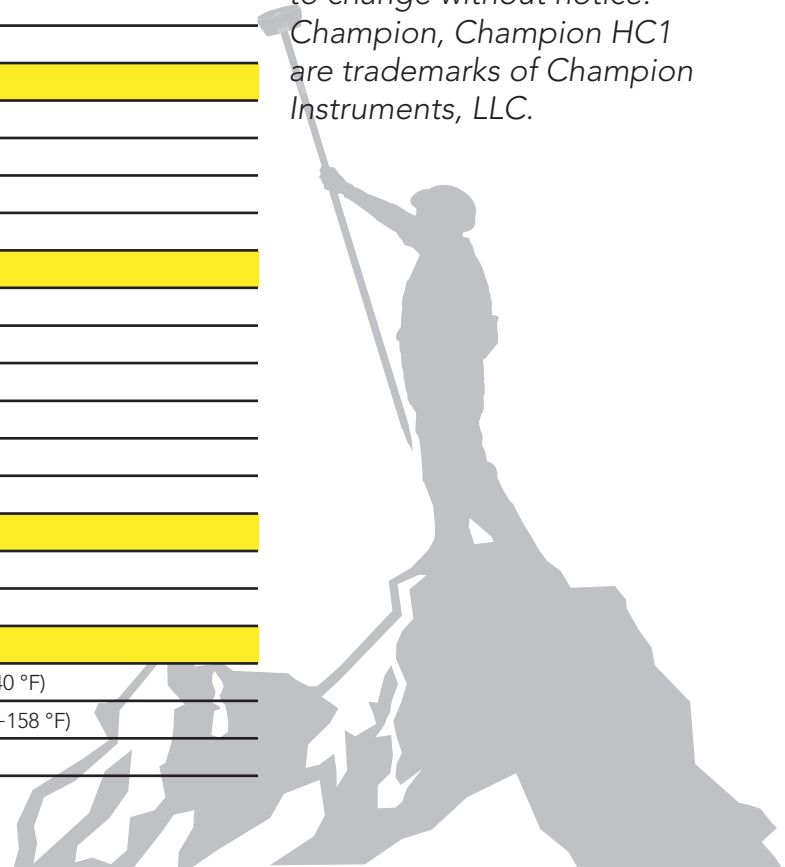 to change without notice.
Champion, Champion HC1
are trademarks of Champion
Instruments, LLC.
40 °F)
-158 °F)